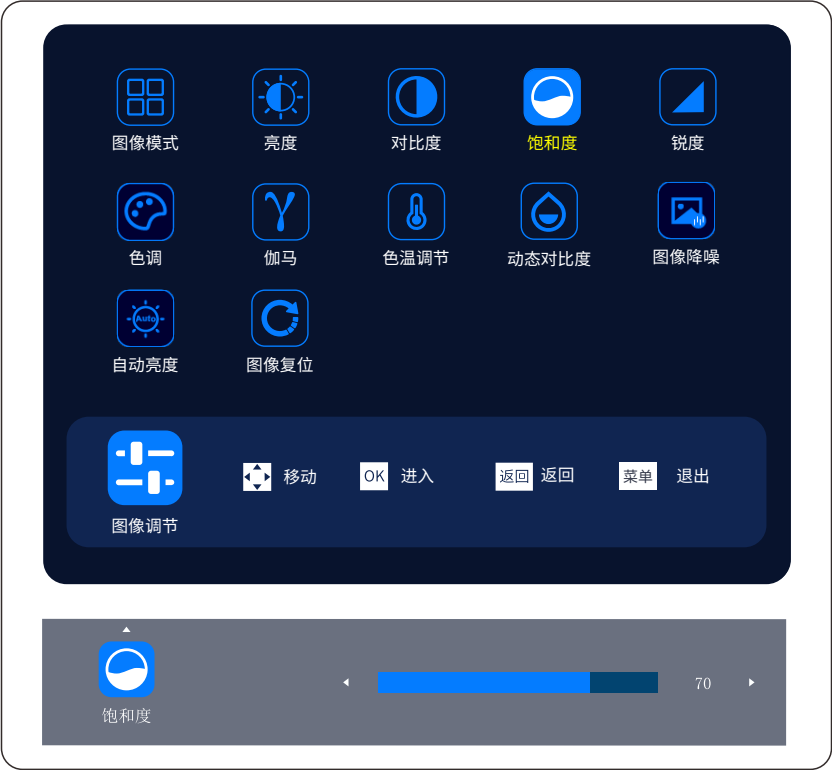 图像模式 亮度 对比度 饱和度 锐度
色调 伽马 色温调节 动态对比度 图像降噪
Auto
自动亮度 图像复位
OK 移动 进入 返回 返回 菜单 退出
图像调节
70
饱和度